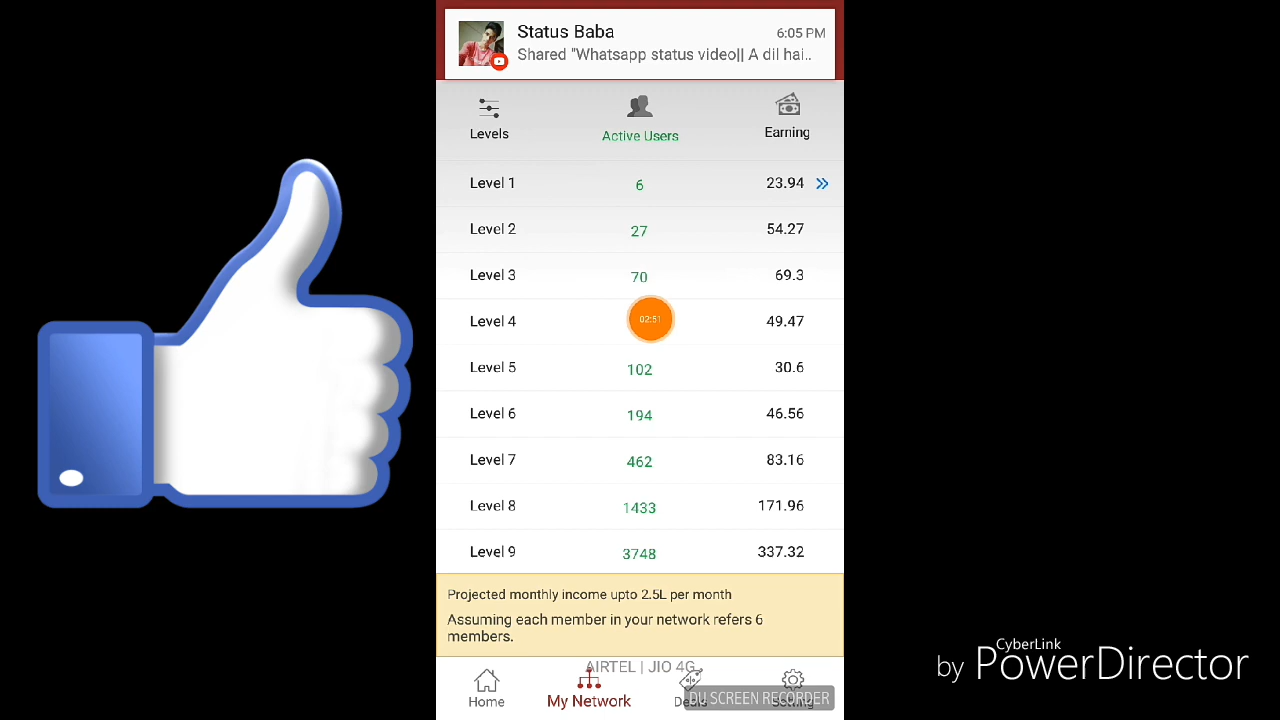 Status Baba 6:05 PM
Shared "Whatsapp status video|| A dil hai..
Levels Active Users Earning
Level 1 6 23.94
Level 2 27 54.27
Level 3 70 69.3
Level 4 49.47
02:51
Level 5 102 30.6
Level 6 194 46.56
Level 7 462 83.16
Level 8 1433 171.96
Level 9 3748 337.32
Projected monthly income upto 2.5L per month
Assuming each member in your network refers 6
members.
AIRTEL | JIO 4G
Home My Network
DU SCREEN RECORDER
CyberLink
by PowerDirector